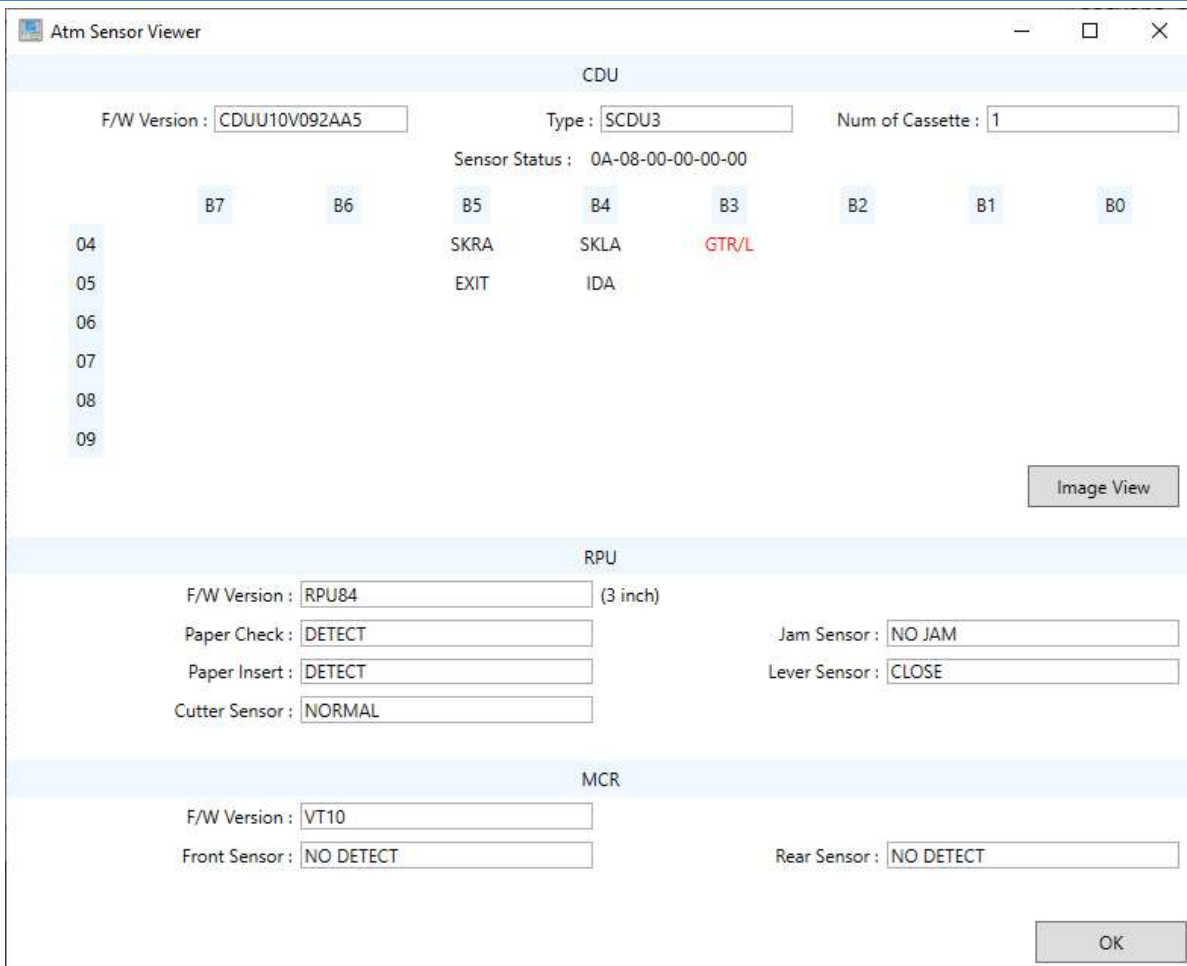 Atm Sensor Viewer
CDU
F/W Version : CDUU10V092AA5 Type : SCDU3 Num of Cassette : 1
Sensor Status : 0A-08-00-00-00-00
B7 B6 B5 B4 B3 B2 B1 B0
04 SKRA SKLA GTR/L
05 EXIT IDA
06
07
08
09
Image View
RPU
F/W Version : RPU84 (3 inch)
Paper Check : DETECT Jam Sensor : NO JAM
Paper Insert : DETECT Lever Sensor : CLOSE
Cutter Sensor : NORMAL
MCR
F/W Version : VT10
Front Sensor : NO DETECT Rear Sensor : NO DETECT
OK